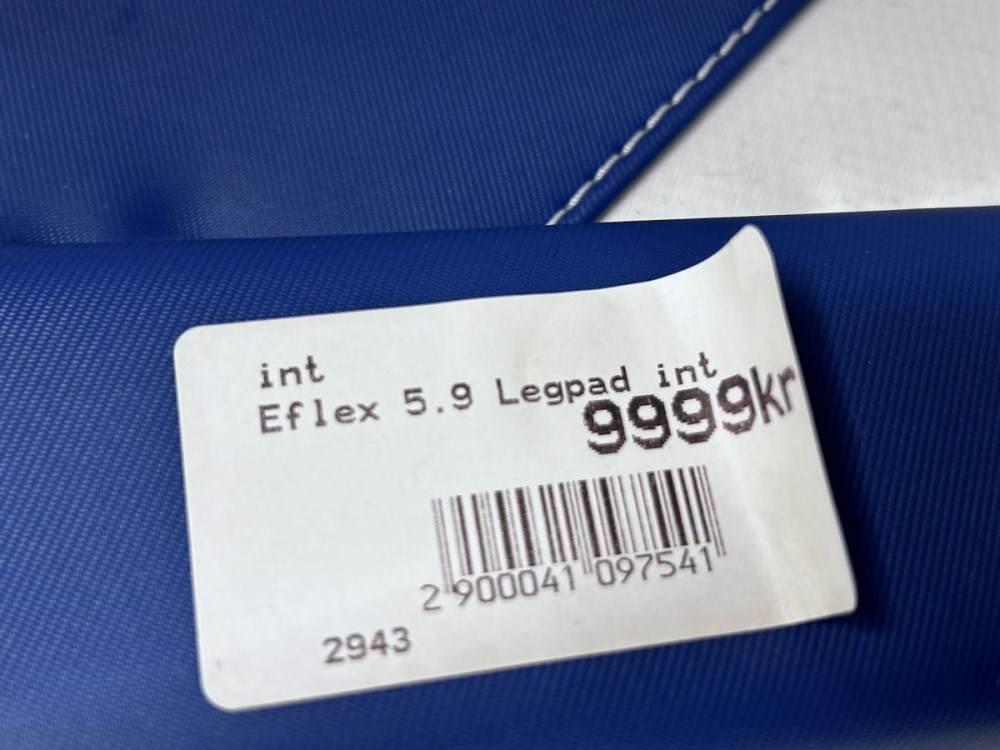 int
Eflex 5.9 Legpad int
9999kr
2 900041 097541
2943